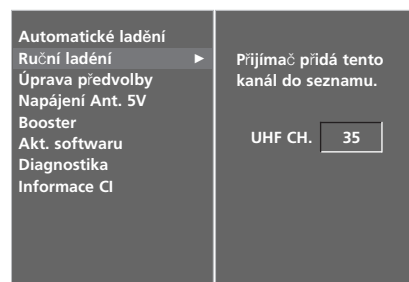 Automatické ladění
Ruční ladéní ►
Úprava předvolby
Napájení Ant. 5V
Booster
Akt. softwaru
Diagnostika
Informace CI
Přijímač přidá tento
kanál do seznamu.
UHF CH. 35